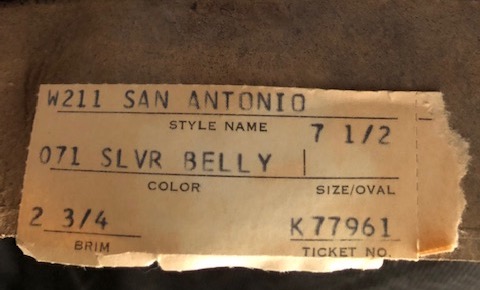 W211 SAN ANTONIO
STYLE NAME 7 1/2
071 SLVR BELLY
COLOR SIZE/OVAL
2 3/4 K77961
BRIM TICKET NO.